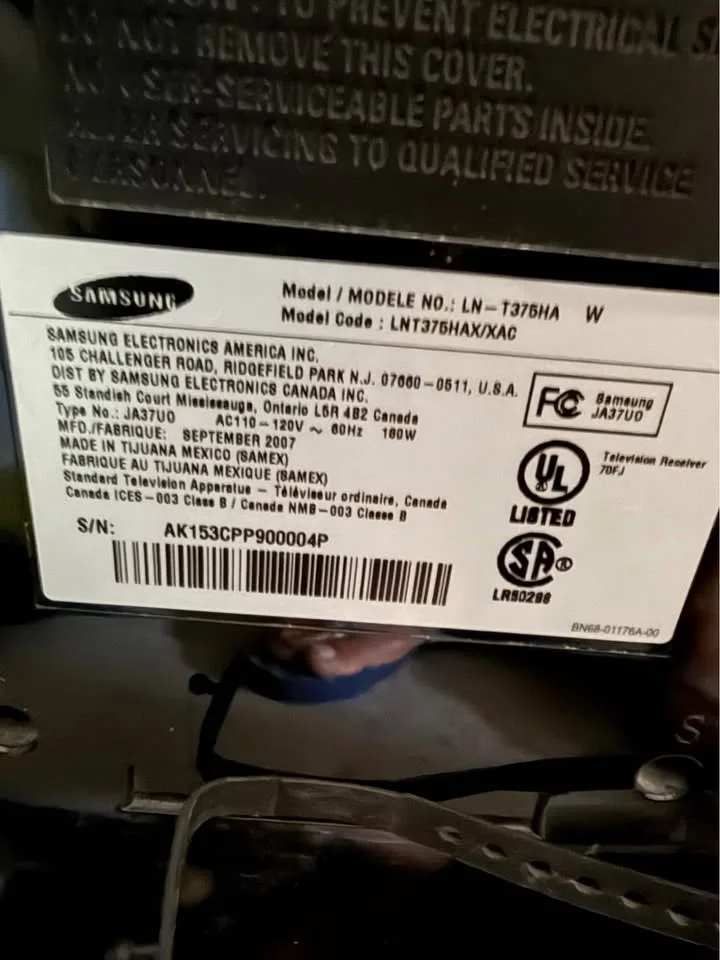 TO PREVENT ELECTRICAL
DO NOT REMOVE THIS COVER.
-SERVICEABLE PARTS INSIDE.
SERVICING TO QUALIFIED SERVICE
SAMSUNG
Model / MODELE NO.: LN-T375HA W
Model Code : LNT375HAX/XAC
SAMSUNG ELECTRONICS AMERICA INC.
105 CHALLENGER ROAD, RIDGEFIELD PARK N.J. 07660-0511, U.S.A.
DIST BY SAMSUNG ELECTRONICS CANADA INC.
55 Standish Court Mississauga, Ontario L5R 4B2 Canada
Type No.: JA37U0 AC110-120V ~ 60Hz 180W
MFD./FABRIQUE: SEPTEMBER 2007
MADE IN TIJUANA MEXICO (SAMEX)
FABRIQUE AU TIJUANA MEXIQUE (SAMEX)
Standard Television Apparatus - Téléviseur ordinaire, Canada
Canada ICES-003 Class B / Canada NMB-003 Classe B
S/N: AK153CPP900004P
FC Samsung
JA37U0
UL
LISTED
Television Receiver
70FJ
SA®
LR50298
BN68-01176A-00
S